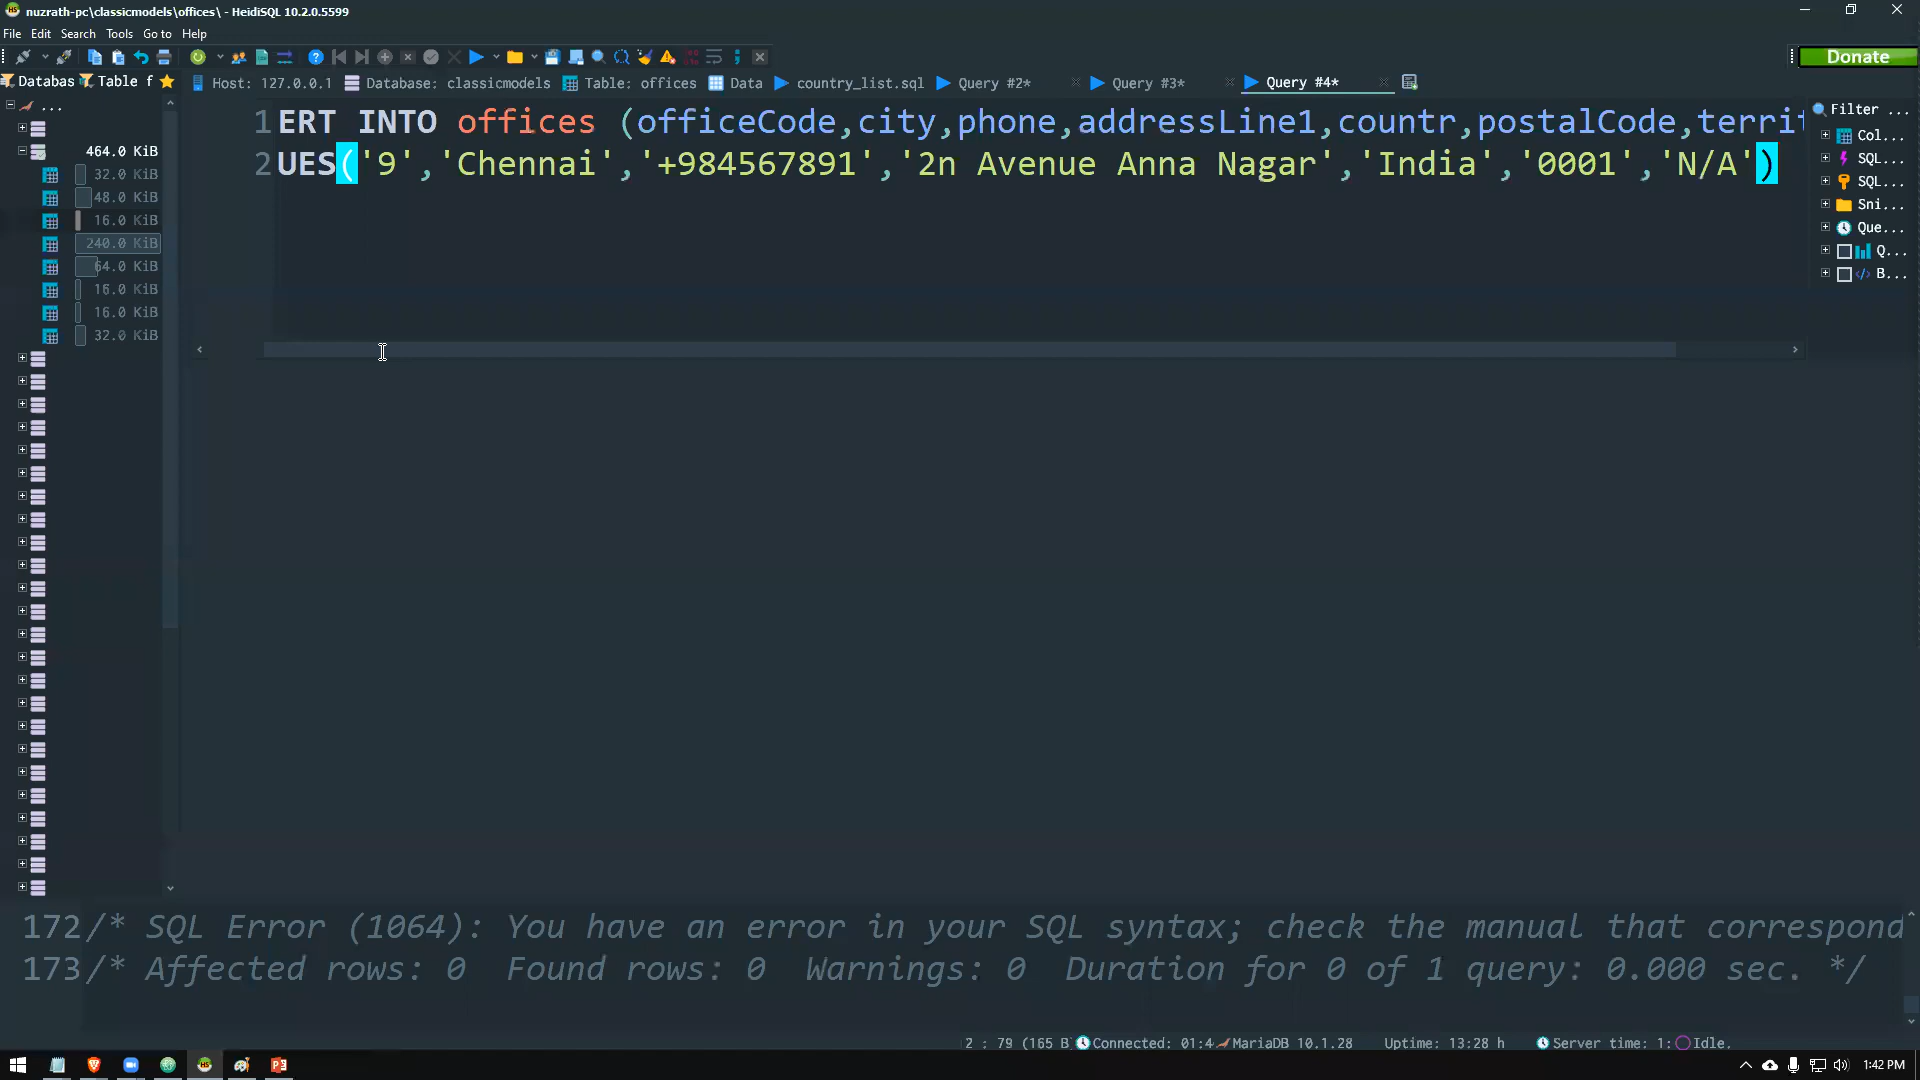 nuzrath-pc\classicmodels\offices\ - HeidiSQL 10.2.0.5599
File Edit Search Tools Go to Help
Donate
Databas Table f Host: 127.0.0.1 Database: classicmodels Table: offices Data country_list.sql Query #2* Query #3* Query #4*
...
464.0 KiB
32.0 KiB
48.0 KiB
16.0 KiB
240.0 KiB
64.0 KiB
16.0 KiB
16.0 KiB
32.0 KiB
1 ERT INTO offices (officeCode,city,phone,addressLine1,countr,postalCode,territ
2 UES('9','Chennai','+984567891','2n Avenue Anna Nagar','India','0001','N/A')
Filter ...
Col...
SQL...
SQL...
Sni...
Que...
Q...
B...
172 /* SQL Error (1064): You have an error in your SQL syntax; check the manual that correspond
173 /* Affected rows: 0 Found rows: 0 Warnings: 0 Duration for 0 of 1 query: 0.000 sec. */
2 : 79 (165 B) Connected: 01:4 MariaDB 10.1.28 Uptime: 13:28 h Server time: 1: Idle.
1:42 PM